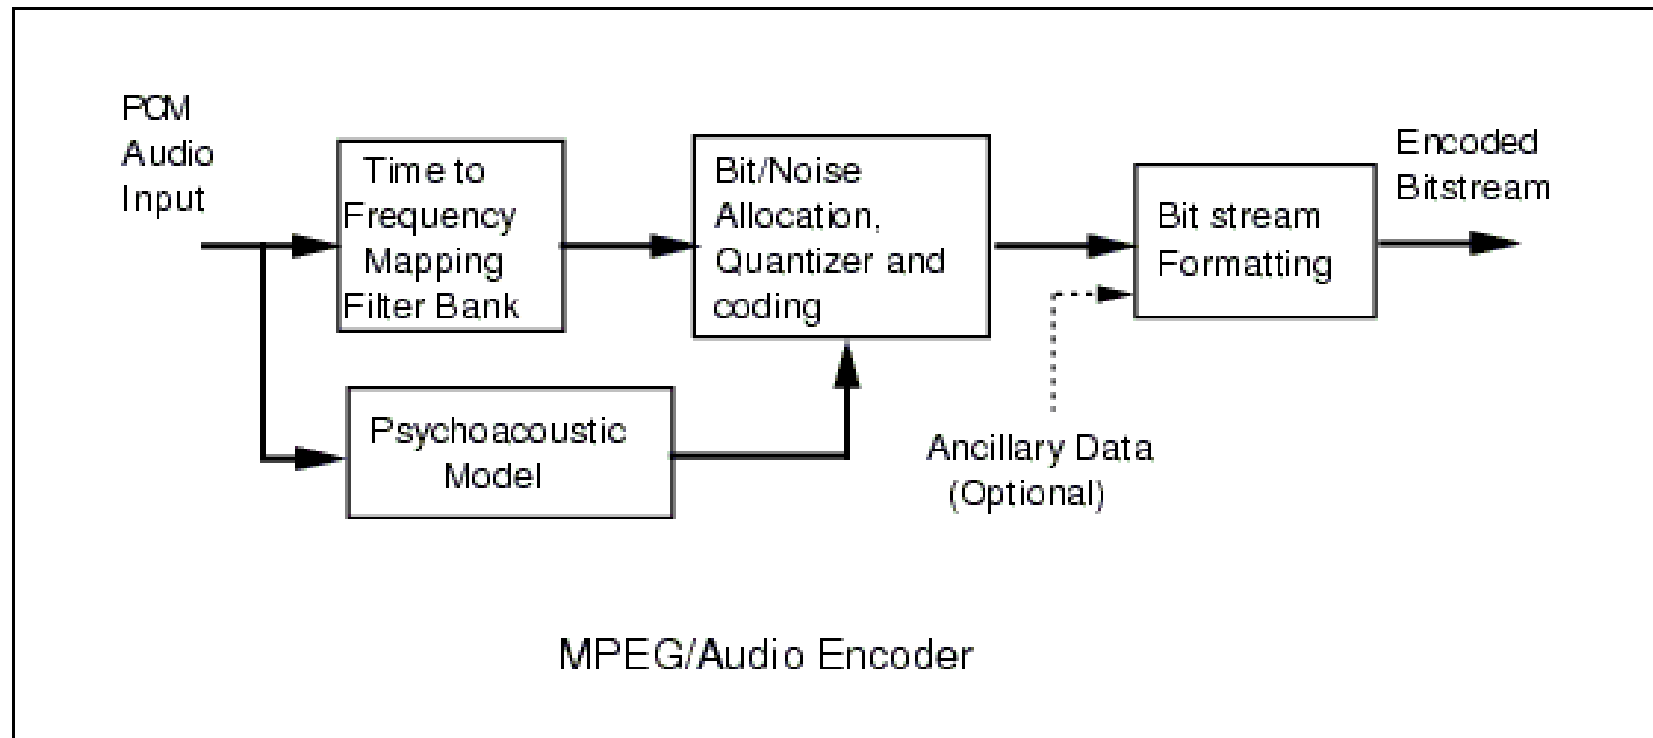 PCM
Audio
Input
Time to
Frequency
Mapping
Filter Bank
Bit/Noise
Allocation,
Quantizer and
coding
Bit stream
Formatting
Encoded
Bitstream
Psychoacoustic
Model
Ancillary Data
(Optional)
MPEG/Audio Encoder